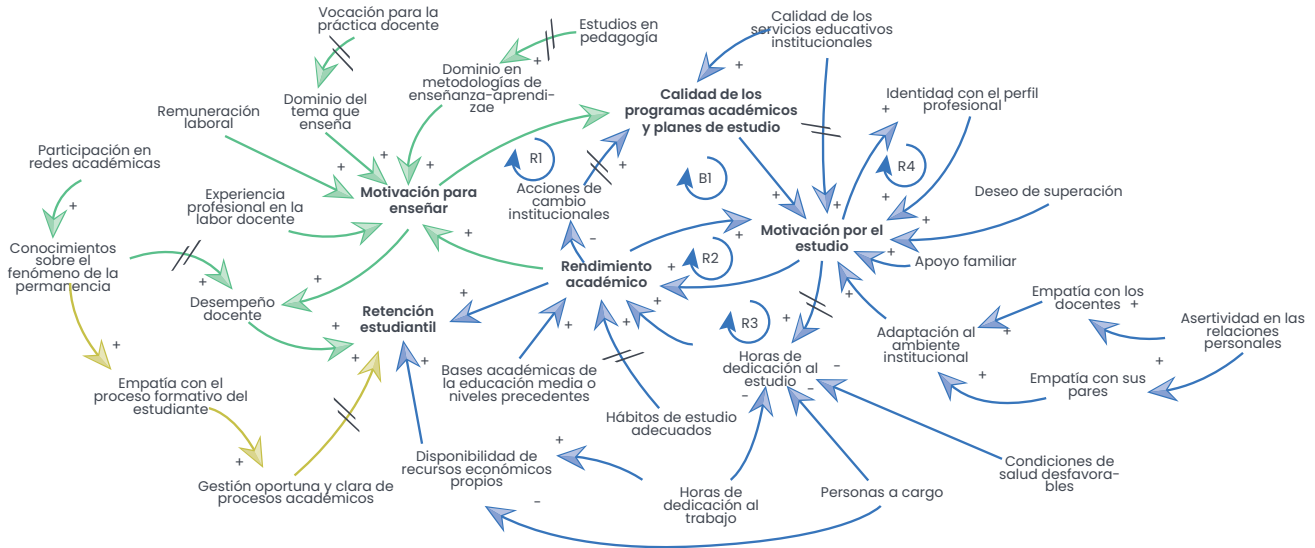 Vocación para la
práctica docente
Estudios en
pedagogía
Calidad de los
servicios educativos
institucionales
+
+
Dominio en
metodologías de
enseñanza-aprendi-
zae
Dominio del
tema que
enseña
Calidad de los
programas académicos
y planes de estudio
Identidad con el perfil
profesional
+
Remuneración
laboral
Participación en
redes académicas
+
+
+
R1
+
B1
R4
Motivación para
enseñar
Acciones de
cambio
institucionales
Deseo de superación
+
+
+
+
+
Experiencia
profesional en la
labor docente
+
-
+
Motivación por el
estudio
Conocimientos
sobre el
fenómeno de la
permanencia
+
+
Rendimiento
académico
+
R2
+
Apoyo familiar
Desempeño
docente
+
+
+
+
Empatía con los
docentes
+
Retención
estudiantil
+
+
+
R3
+
Adaptación al
ambiente
institucional
+
Asertividad en las
relaciones
personales
+
+
Bases académicas de
la educación media o
niveles precedentes
Horas de
dedicación al
estudio
-
-
-
+
+
Empatía con sus
pares
Empatía con el
proceso formativo del
estudiante
Hábitos de estudio
adecuados
+
+
Gestión oportuna y clara de
procesos académicos
Disponibilidad de
recursos económicos
propios
-
Horas de
dedicación al
trabajo
Personas a cargo
Condiciones de
salud desfavora-
bles